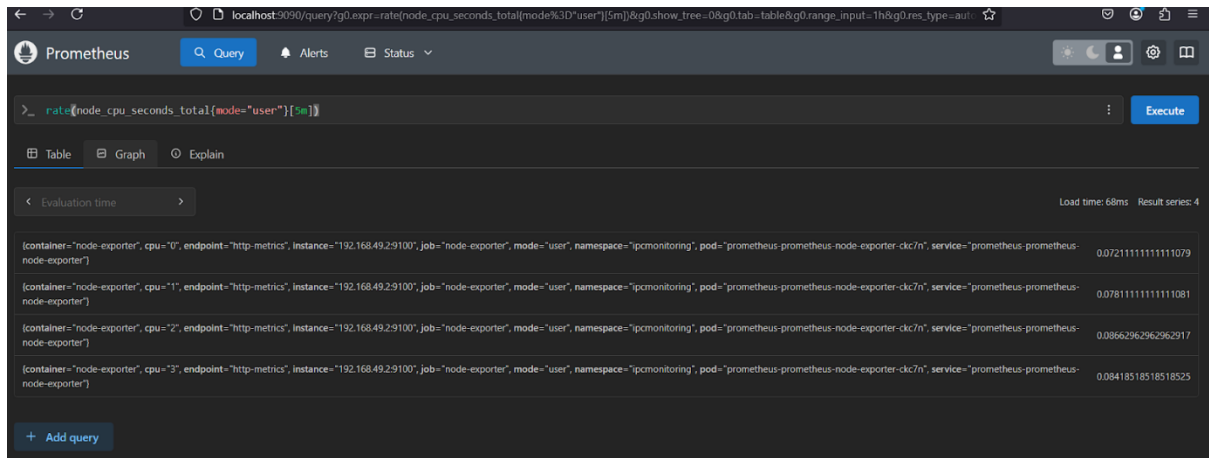 localhost:9090/query?g0.expr=rate(node_cpu_seconds_total{mode%3D"user"}[5m])&g0.show_tree=0&g0.tab=table&g0.range_input=1h&g0.res_type=auto
Prometheus Query Alerts Status
>_ rate(node_cpu_seconds_total{mode="user"}[5m]) Execute
Table Graph Explain
Evaluation time Load time: 68ms Result series: 4
{container="node-exporter", cpu="0", endpoint="http-metrics", instance="192.168.49.2:9100", job="node-exporter", mode="user", namespace="ipcmonitoring", pod="prometheus-prometheus-node-exporter-ckc7n", service="prometheus-prometheus-
node-exporter"} 0.07211111111111079
{container="node-exporter", cpu="1", endpoint="http-metrics", instance="192.168.49.2:9100", job="node-exporter", mode="user", namespace="ipcmonitoring", pod="prometheus-prometheus-node-exporter-ckc7n", service="prometheus-prometheus-
node-exporter"} 0.07811111111111081
{container="node-exporter", cpu="2", endpoint="http-metrics", instance="192.168.49.2:9100", job="node-exporter", mode="user", namespace="ipcmonitoring", pod="prometheus-prometheus-node-exporter-ckc7n", service="prometheus-prometheus-
node-exporter"} 0.08662962962962917
{container="node-exporter", cpu="3", endpoint="http-metrics", instance="192.168.49.2:9100", job="node-exporter", mode="user", namespace="ipcmonitoring", pod="prometheus-prometheus-node-exporter-ckc7n", service="prometheus-prometheus-
node-exporter"} 0.08418518518518525
+ Add query